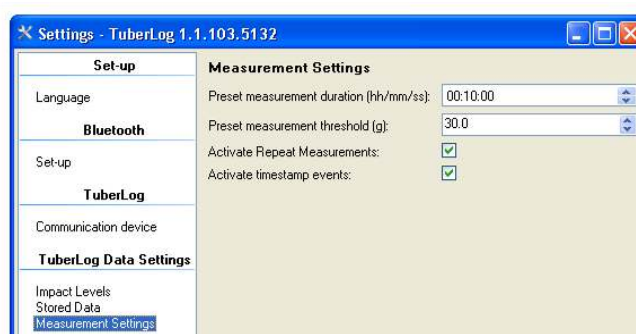 Settings - TuberLog 1.1.103.5132
Set-up
Language
Bluetooth
Set-up
TuberLog
Communication device
TuberLog Data Settings
Impact Levels
Stored Data
Measurement Settings
Measurement Settings
Preset measurement duration (hh/mm/ss): 00:10:00
Preset measurement threshold (g): 30.0
Activate Repeat Measurements:
Activate timestamp events: